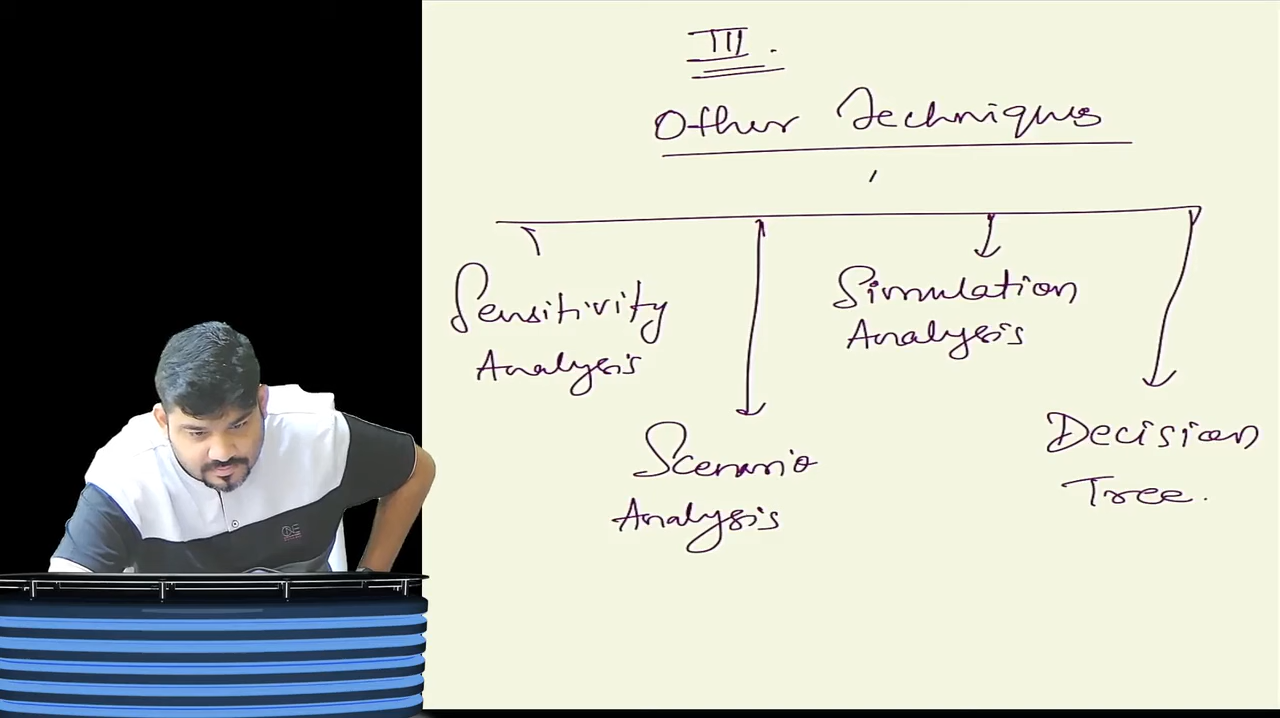 III.
Other Techniques
Sensitivity
Analysis
Scenario
Analysis
Simulation
Analysis
Decision
Tree.